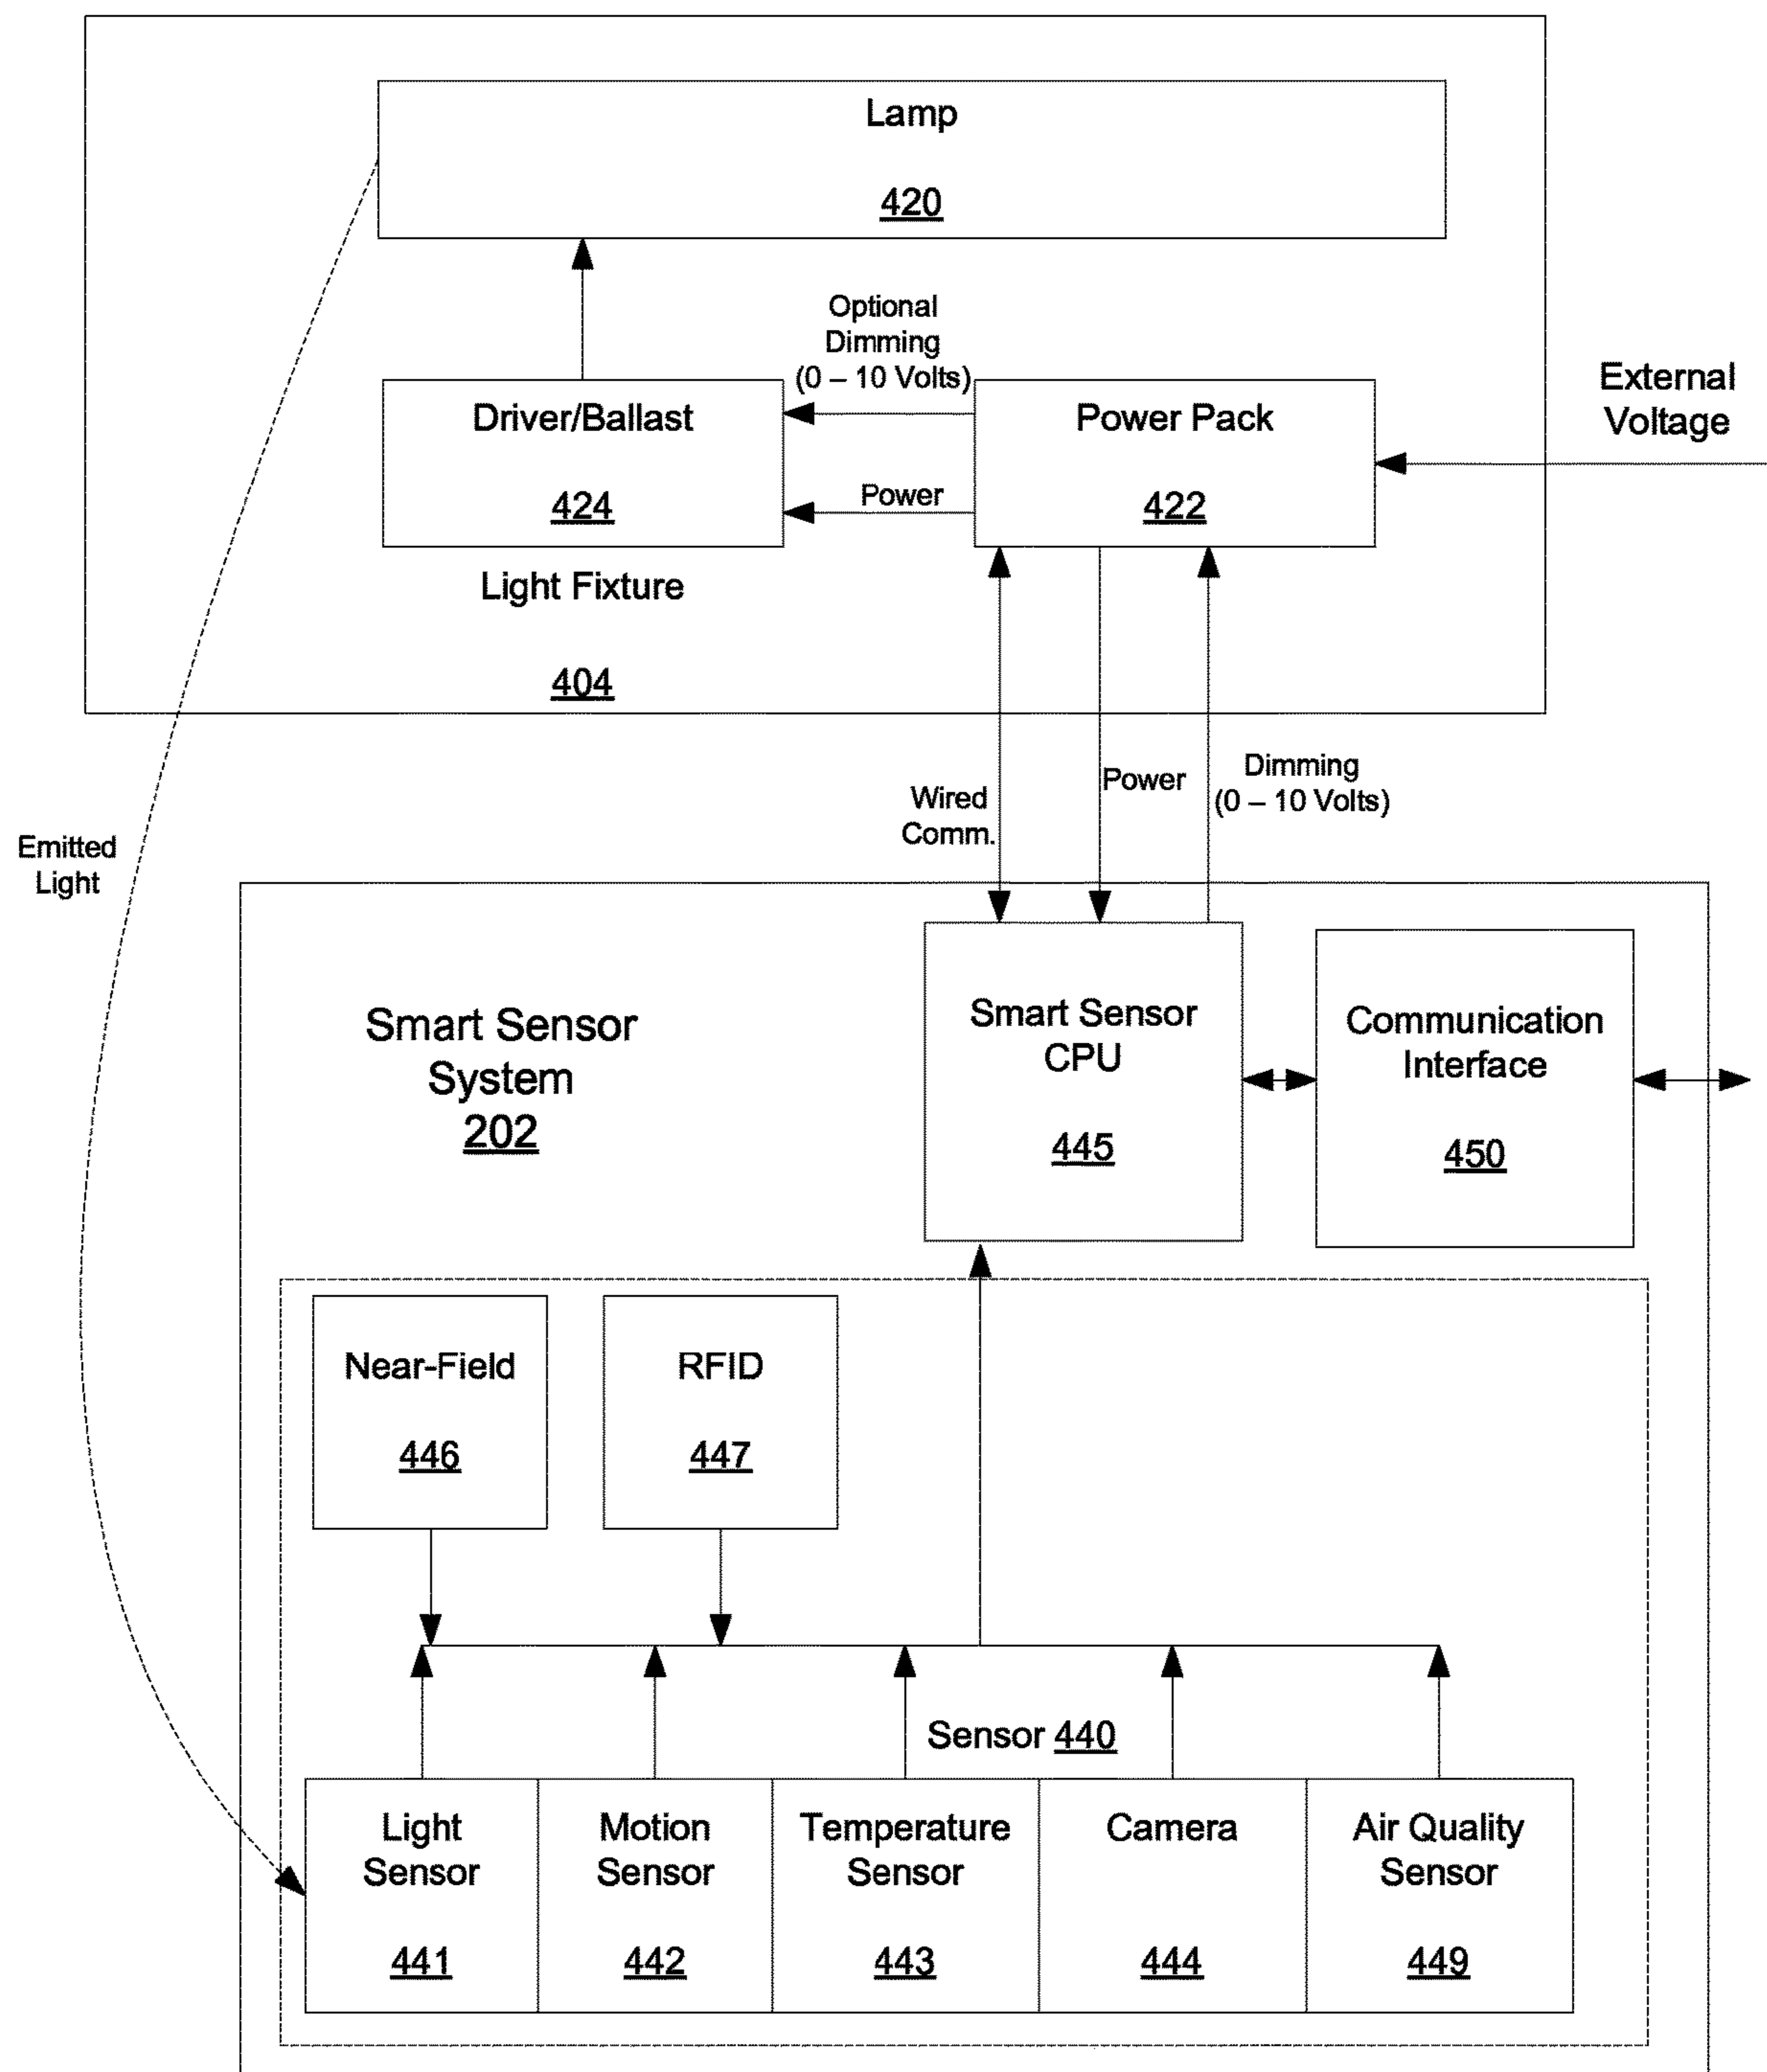 Lamp
420
Optional
Dimming
(0 – 10 Volts)
Driver/Ballast
424
Power
Power Pack
422
External
Voltage
Light Fixture
404
Wired
Comm.
Power
Dimming
(0 – 10 Volts)
Emitted
Light
Smart Sensor
System
202
Smart Sensor
CPU
445
Communication
Interface
450
Near-Field
446
RFID
447
Sensor 440
Light
Sensor
441
Motion
Sensor
442
Temperature
Sensor
443
Camera
444
Air Quality
Sensor
449